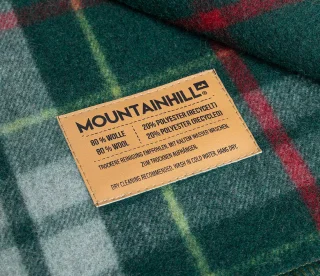 MOUNTAINHILL®
80 % WOLLE 20% POLYESTER (RECYCELT)
80 % WOOL 20% POLYESTER (RECYCLED)
TROCKENE REINIGUNG EMPFOHLEN, MIT KALTEM WASSER WASCHEN,
ZUM TROCKNEN AUFHÄNGEN.
DRY CLEANING RECOMMENDED. WASH IN COLD WATER, HANG DRY.